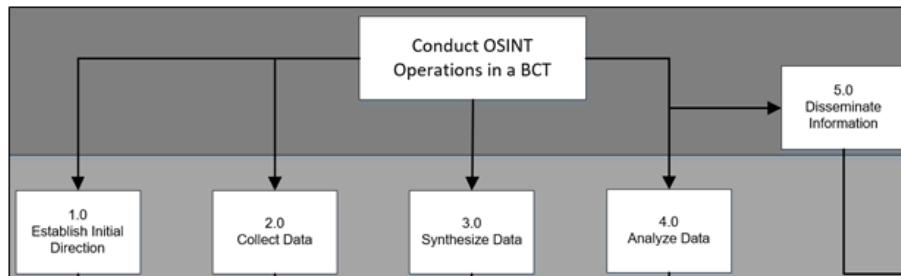 Conduct OSINT
Operations in a BCT
5.0
Disseminate
Information
1.0
Establish Initial
Direction
2.0
Collect Data
3.0
Synthesize Data
4.0
Analyze Data